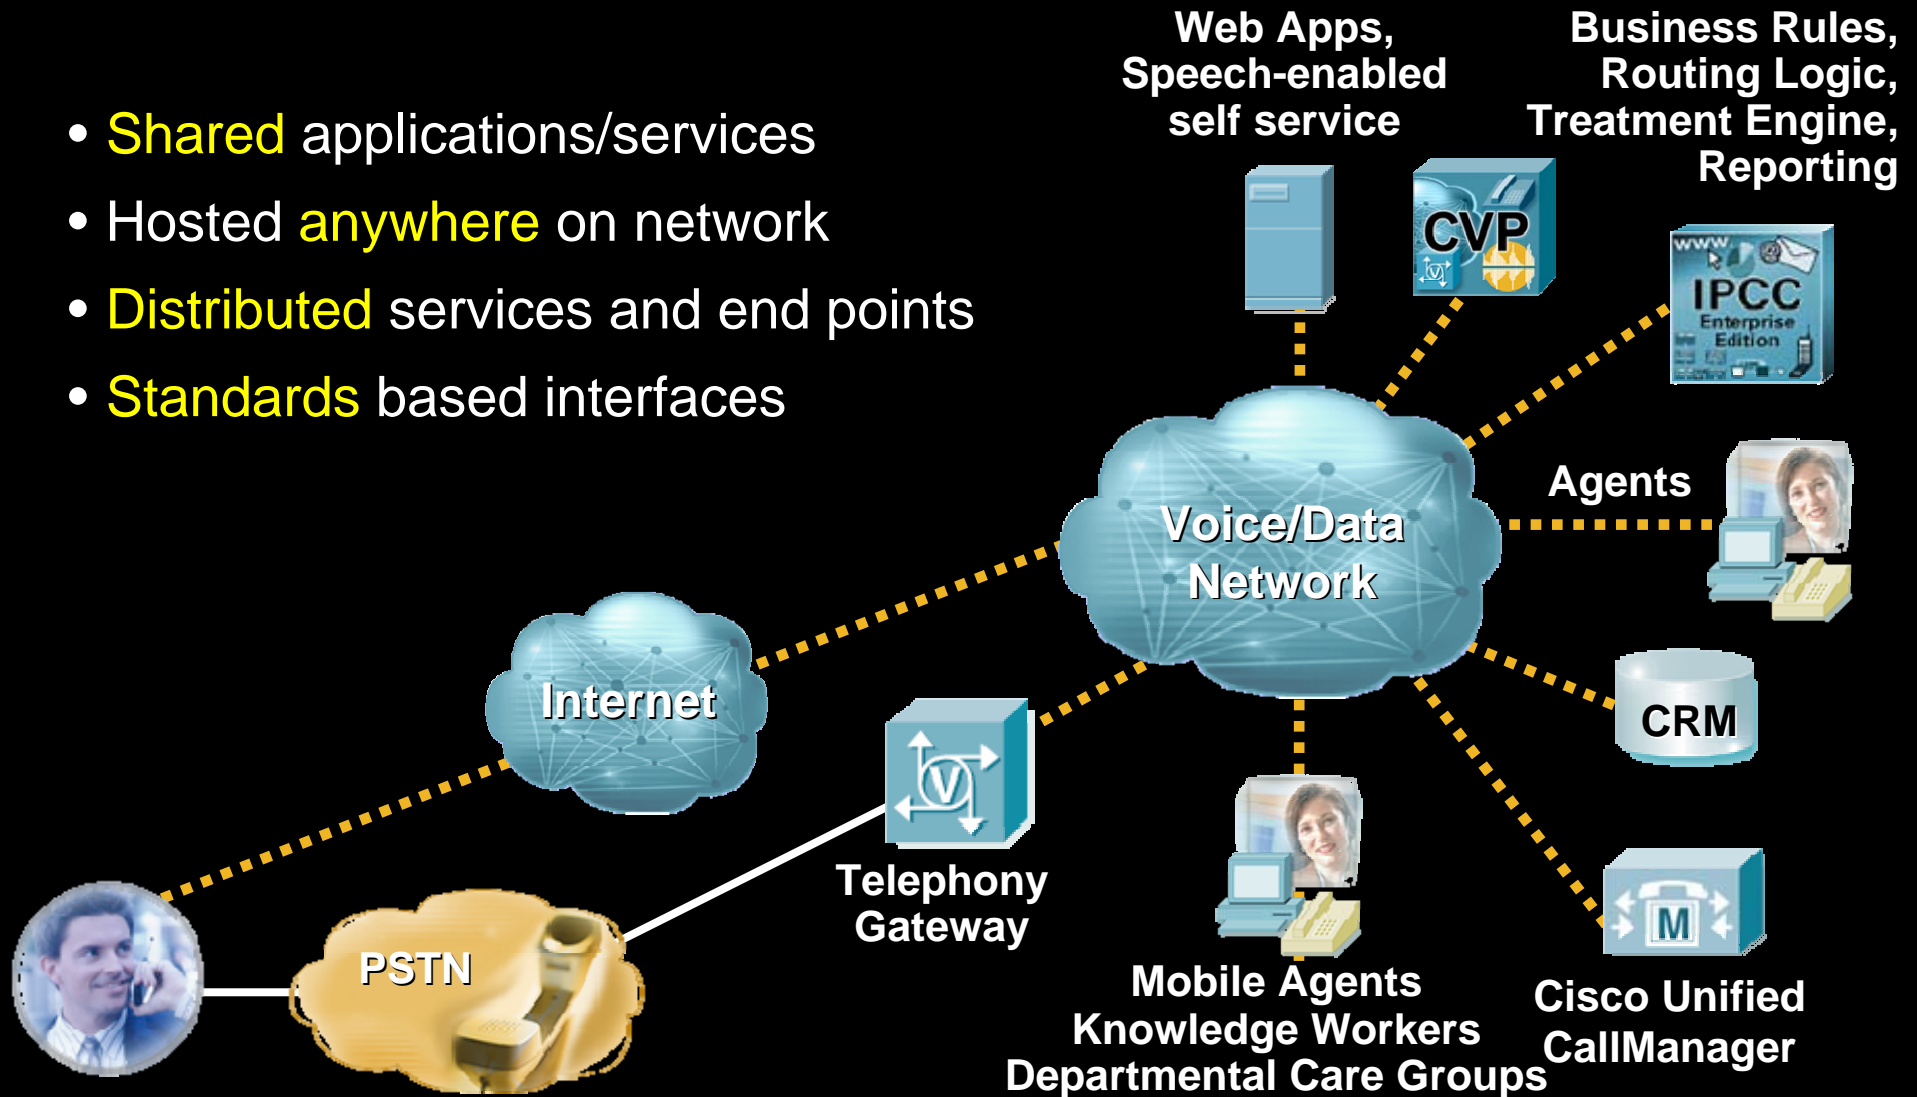 • Shared applications/services
• Hosted anywhere on network
• Distributed services and end points
• Standards based interfaces
Web Apps,
Speech-enabled
self service
Business Rules,
Routing Logic,
Treatment Engine,
Reporting
CVP
V
www
@
IPCC
Enterprise
Edition
Agents
Voice/Data
Network
Internet
CRM
V
Telephony
Gateway
PSTN
M
Mobile Agents
Knowledge Workers
Departmental Care Groups
Cisco Unified
CallManager